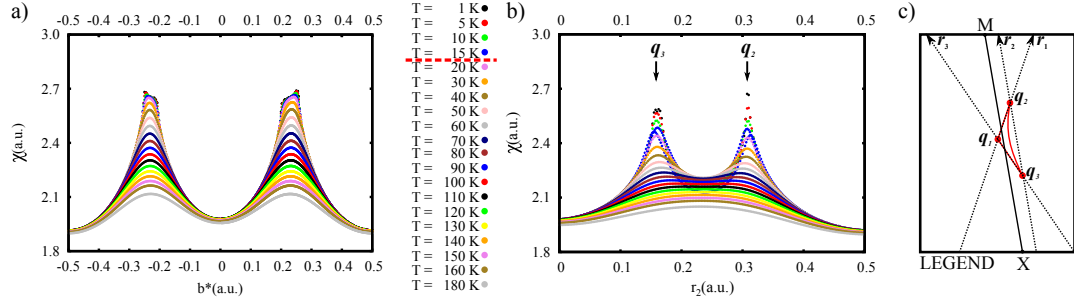 a)
-0.5 -0.4 -0.3 -0.2 -0.1 0 0.1 0.2 0.3 0.4 0.5
3.0
2.7
2.4
2.1
1.8
χ(a.u.)
-0.5 -0.4 -0.3 -0.2 -0.1 0 0.1 0.2 0.3 0.4 0.5
b*(a.u.)
T = 1 K
T = 5 K
T = 10 K
T = 15 K
T = 20 K
T = 30 K
T = 40 K
T = 50 K
T = 60 K
T = 70 K
T = 80 K
T = 90 K
T = 100 K
T = 110 K
T = 120 K
T = 130 K
T = 140 K
T = 150 K
T = 160 K
T = 180 K
b)
0 0.1 0.2 0.3 0.4 0.5
3.0
2.7
2.4
2.1
1.8
χ(a.u.)
q3 q2
0 0.1 0.2 0.3 0.4 0.5
r2(a.u.)
c)
M
r3 r2 r1
q2
q1
q3
LEGEND X